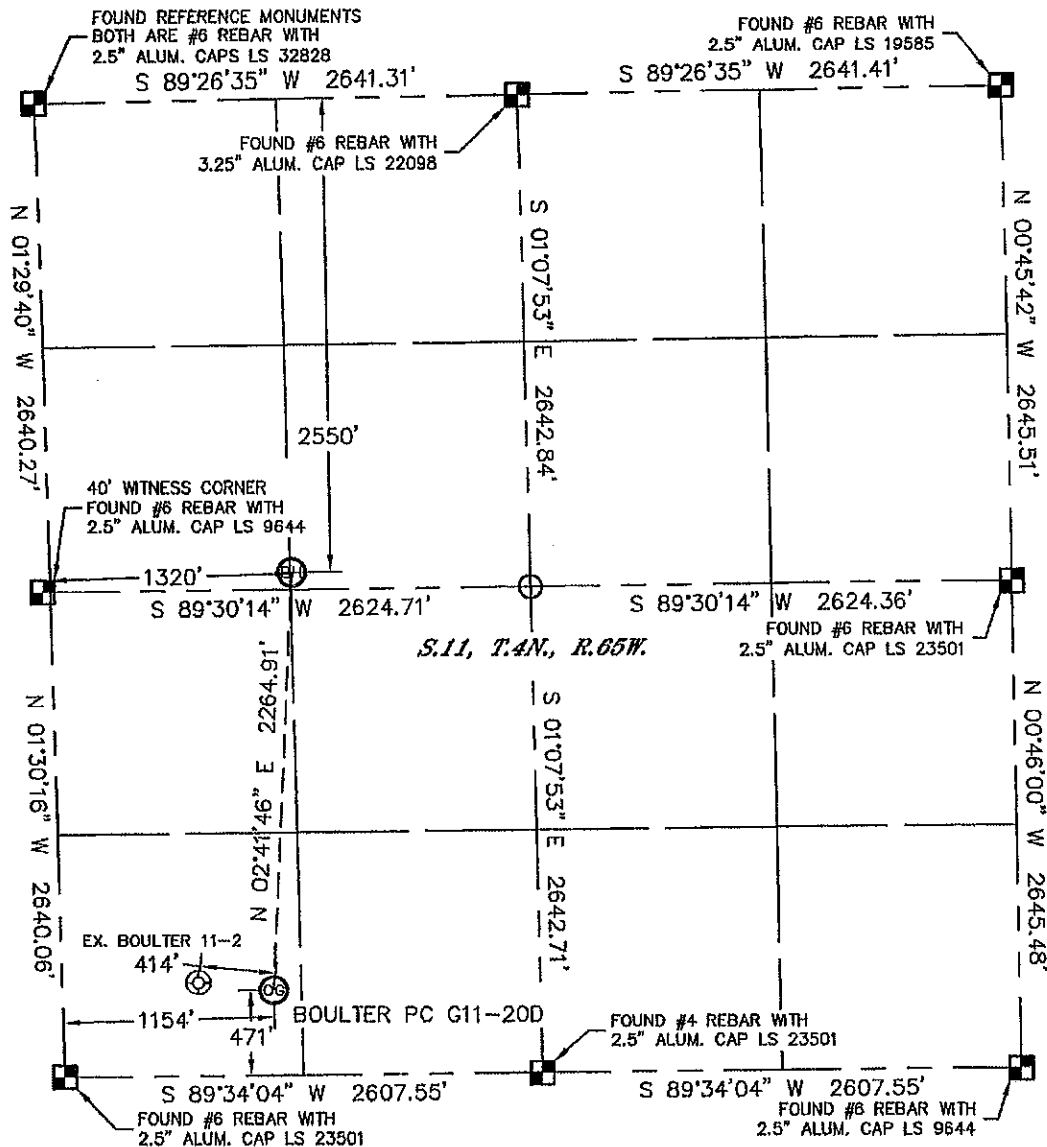 FOUND REFERENCE MONUMENTS
BOTH ARE #6 REBAR WITH
2.5" ALUM. CAPS LS 32828
FOUND #6 REBAR WITH
2.5" ALUM. CAP LS 19585
S 89°26'35" W 2641.31'
S 89°26'35" W 2641.41'
FOUND #6 REBAR WITH
3.25" ALUM. CAP LS 22098
N 01°29'40" W 2640.27'
S 01°07'53" E 2642.84'
N 00°45'42" W 2645.51'
2550'
40' WITNESS CORNER
FOUND #6 REBAR WITH
2.5" ALUM. CAP LS 9644
1320'
BH
S 89°30'14" W 2624.71'
S 89°30'14" W 2624.36'
FOUND #6 REBAR WITH
2.5" ALUM. CAP LS 23501
S.11, T.4N., R.65W.
N 01°30'16" W 2640.06'
N 02°41'46" E 2264.91'
S 01°07'53" E 2642.71'
N 00°46'00" W 2645.48'
EX. BOULTER 11-2
414'
OG
BOULTER PC G11-20D
1154'
471'
FOUND #4 REBAR WITH
2.5" ALUM. CAP LS 23501
S 89°34'04" W 2607.55'
S 89°34'04" W 2607.55'
FOUND #6 REBAR WITH
2.5" ALUM. CAP LS 23501
FOUND #6 REBAR WITH
2.5" ALUM. CAP LS 9644